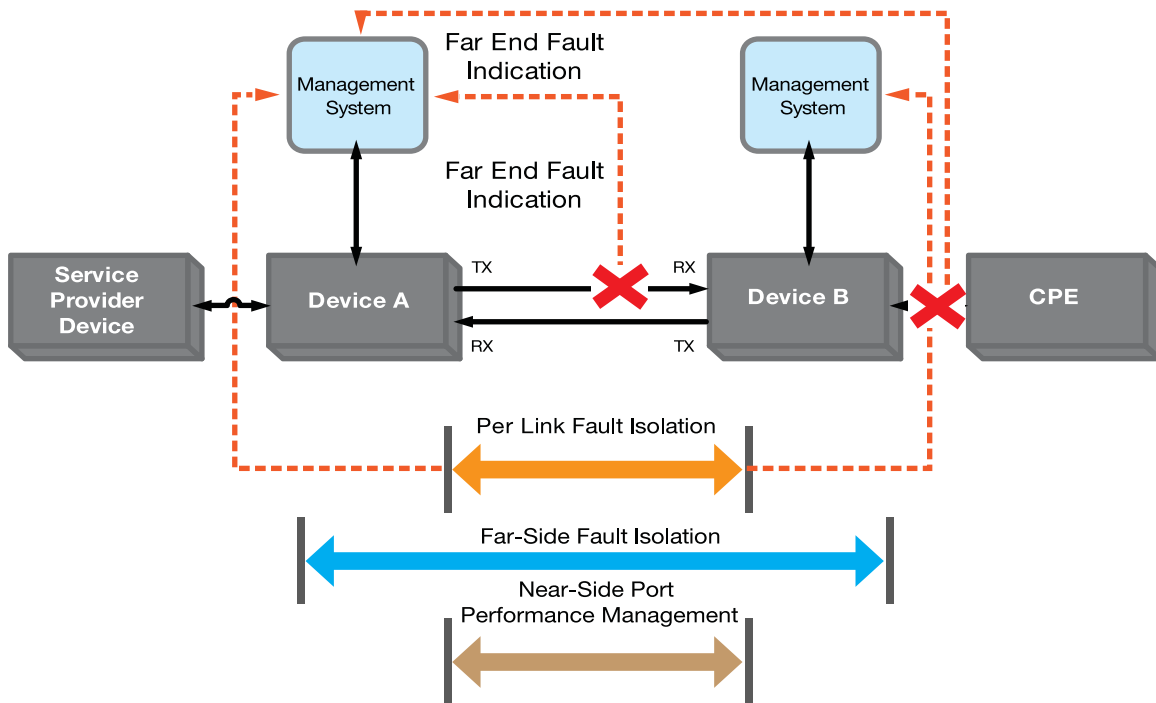 Far End Fault
Indication
Management
System
Management
System
Far End Fault
Indication
Service
Provider
Device
Device A
TX
RX
Device B
CPE
RX
TX
Per Link Fault Isolation
Far-Side Fault Isolation
Near-Side Port
Performance Management